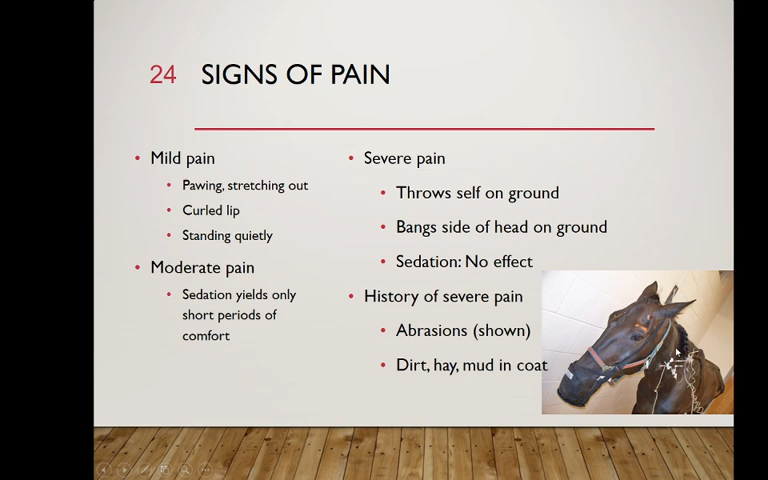 24 SIGNS OF PAIN
• Mild pain
• Pawing, stretching out
• Curled lip
• Standing quietly
• Moderate pain
• Sedation yields only
short periods of
comfort
• Severe pain
• Throws self on ground
• Bangs side of head on ground
• Sedation: No effect
• History of severe pain
• Abrasions (shown)
• Dirt, hay, mud in coat